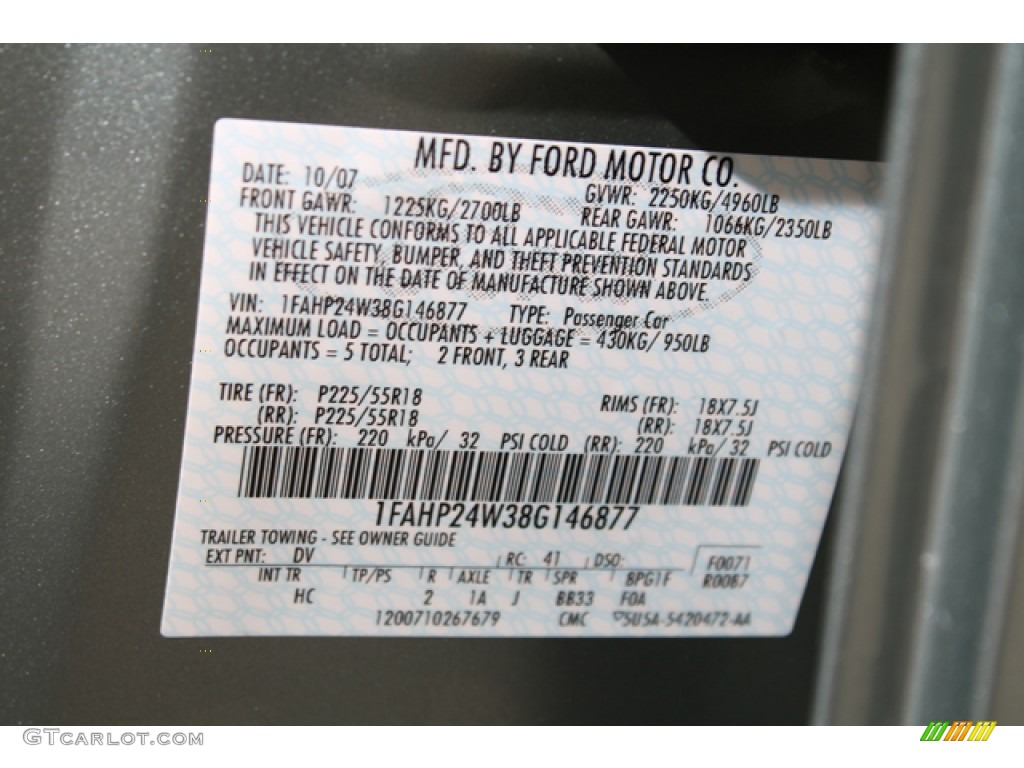 MFD. BY FORD MOTOR CO.
DATE: 10/07 GVWR: 2250KG/4960LB
FRONT GAWR: 1225KG/2700LB REAR GAWR: 1066KG/2350LB
THIS VEHICLE CONFORMS TO ALL APPLICABLE FEDERAL MOTOR
VEHICLE SAFETY, BUMPER, AND THEFT PREVENTION STANDARDS
IN EFFECT ON THE DATE OF MANUFACTURE SHOWN ABOVE.
VIN: 1FAHP24W38G146877 TYPE: Passenger Car
MAXIMUM LOAD = OCCUPANTS + LUGGAGE = 430KG/ 950LB
OCCUPANTS = 5 TOTAL; 2 FRONT, 3 REAR
TIRE (FR): P225/55R18 RIMS (FR): 18X7.5J
(RR): P225/55R18 (RR): 18X7.5J
PRESSURE (FR): 220 kPa/ 32 PSI COLD (RR): 220 kPa/ 32 PSI COLD
1FAHP24W38G146877
TRAILER TOWING - SEE OWNER GUIDE
EXT PNT: DV RC: 41 DSO: F0071
INT TR TP/PS R AXLE TR SPR BPG1F R0087
HC 2 1A J BB33 FOA
1200710267679 CMC 5U5A-5420472-AA
GTCARLOT.COM